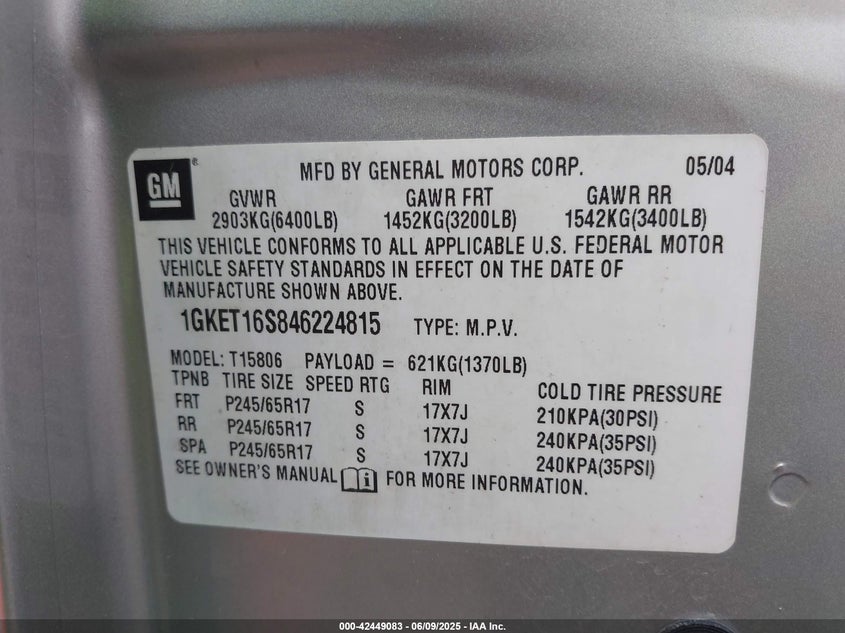 GM ®
MFD BY GENERAL MOTORS CORP. 05/04
GVWR GAWR FRT GAWR RR
2903KG(6400LB) 1452KG(3200LB) 1542KG(3400LB)
THIS VEHICLE CONFORMS TO ALL APPLICABLE U.S. FEDERAL MOTOR
VEHICLE SAFETY STANDARDS IN EFFECT ON THE DATE OF
MANUFACTURE SHOWN ABOVE.
1GKET16S846224815 TYPE: M.P.V.
MODEL: T15806 PAYLOAD = 621KG(1370LB)
TPNB TIRE SIZE SPEED RTG RIM COLD TIRE PRESSURE
FRT P245/65R17 S 17X7J 210KPA(30PSI)
RR P245/65R17 S 17X7J 240KPA(35PSI)
SPA P245/65R17 S 17X7J 240KPA(35PSI)
SEE OWNER'S MANUAL i FOR MORE INFORMATION.
000-42449083 - 06/09/2025 - IAA Inc.